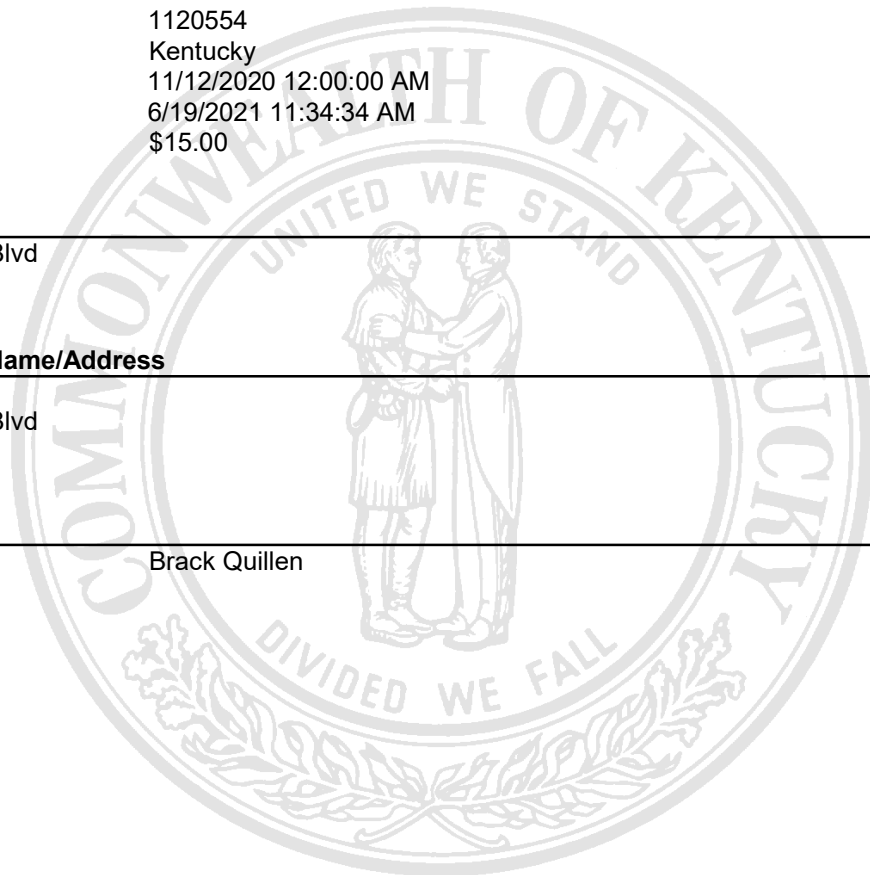 1120554
Kentucky
11/12/2020 12:00:00 AM
6/19/2021 11:34:34 AM
$15.00
COMMONWEALTH OF KENTUCKY
UNITED WE STAND
Blvd
Name/Address
Blvd
Brack Quillen
DIVIDED WE FALL